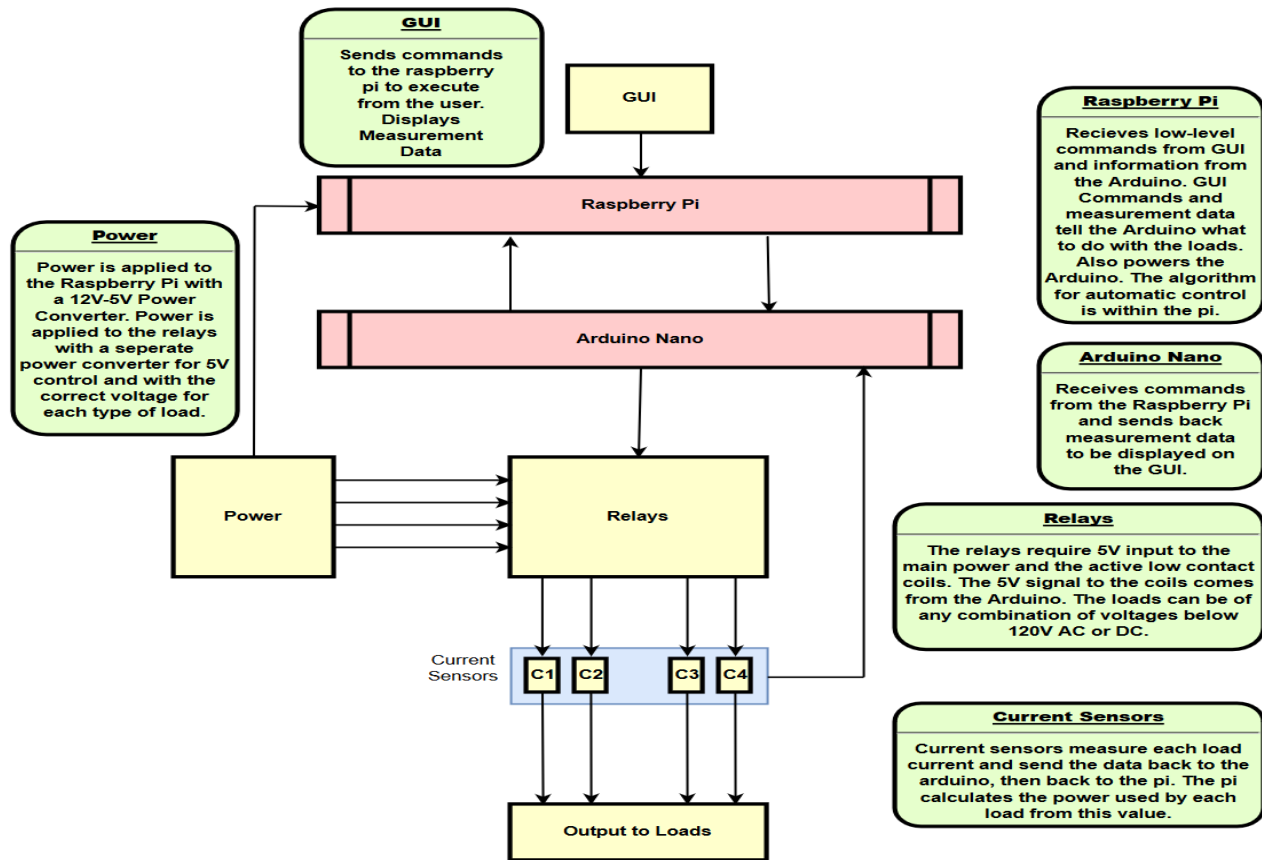 GUI
Sends commands
to the raspberry
pi to execute
from the user.
Displays
Measurement
Data
GUI
Raspberry Pi
Recieves low-level
commands from GUI
and information from
the Arduino. GUI
Commands and
measurement data
tell the Arduino what
to do with the loads.
Also powers the
Arduino. The algorithm
for automatic control
is within the pi.
Raspberry Pi
Power
Power is applied to
the Raspberry Pi with
a 12V-5V Power
Converter. Power is
applied to the relays
with a seperate
power converter for 5V
control and with the
correct voltage for
each type of load.
Arduino Nano
Arduino Nano
Receives commands
from the Raspberry Pi
and sends back
measurement data
to be displayed on
the GUI.
Power
Relays
Relays
The relays require 5V input to the
main power and the active low contact
coils. The 5V signal to the coils comes
from the Arduino. The loads can be of
any combination of voltages below
120V AC or DC.
Current
Sensors
C1
C2
C3
C4
Current Sensors
Current sensors measure each load
current and send the data back to the
arduino, then back to the pi. The pi
calculates the power used by each
load from this value.
Output to Loads